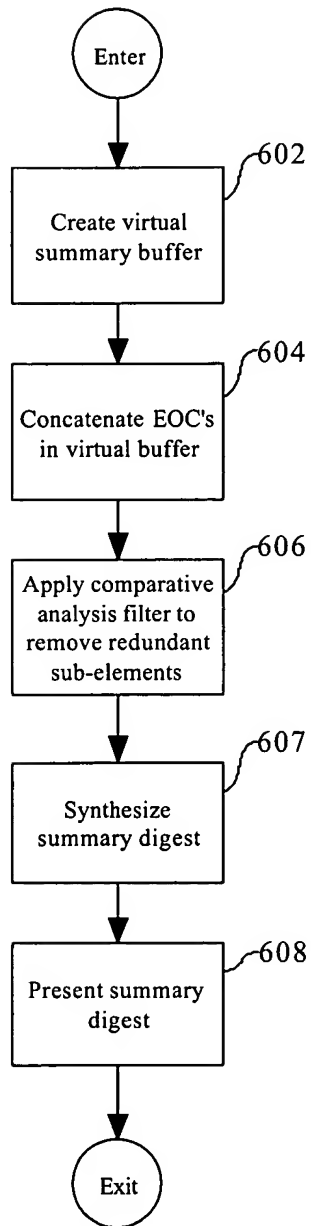 Enter
602
Create virtual
summary buffer
604
Concatenate EOC's
in virtual buffer
606
Apply comparative
analysis filter to
remove redundant
sub-elements
607
Synthesize
summary digest
608
Present summary
digest
Exit